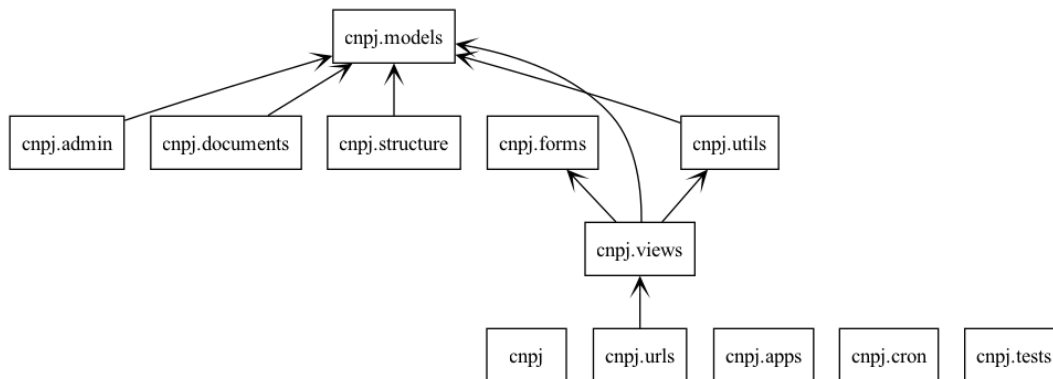 cnpj.models
cnpj.admin
cnpj.documents
cnpj.structure
cnpj.forms
cnpj.utils
cnpj.views
cnpj
cnpj.urls
cnpj.apps
cnpj.cron
cnpj.tests